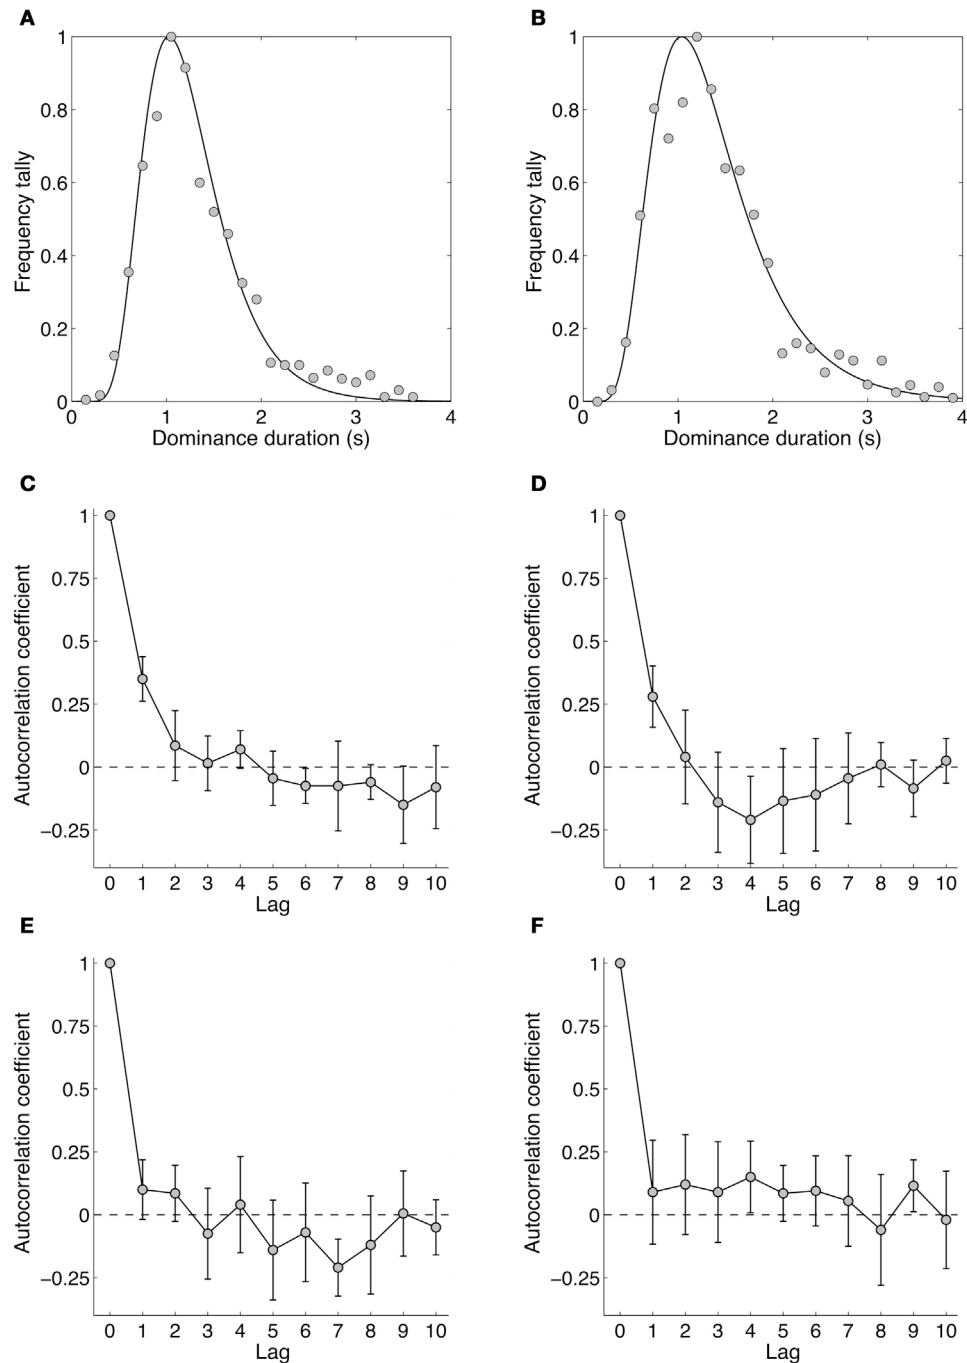 A
B
1
0.8
0.6
0.4
0.2
0
Frequency tally
0 1 2 3 4
Dominance duration (s)
1
0.8
0.6
0.4
0.2
0
Frequency tally
0 1 2 3 4
Dominance duration (s)
C
D
1
0.75
0.5
0.25
0
−0.25
Autocorrelation coefficient
0 1 2 3 4 5 6 7 8 9 10
Lag
1
0.75
0.5
0.25
0
−0.25
Autocorrelation coefficient
0 1 2 3 4 5 6 7 8 9 10
Lag
E
F
1
0.75
0.5
0.25
0
−0.25
Autocorrelation coefficient
0 1 2 3 4 5 6 7 8 9 10
Lag
1
0.75
0.5
0.25
0
−0.25
Autocorrelation coefficient
0 1 2 3 4 5 6 7 8 9 10
Lag